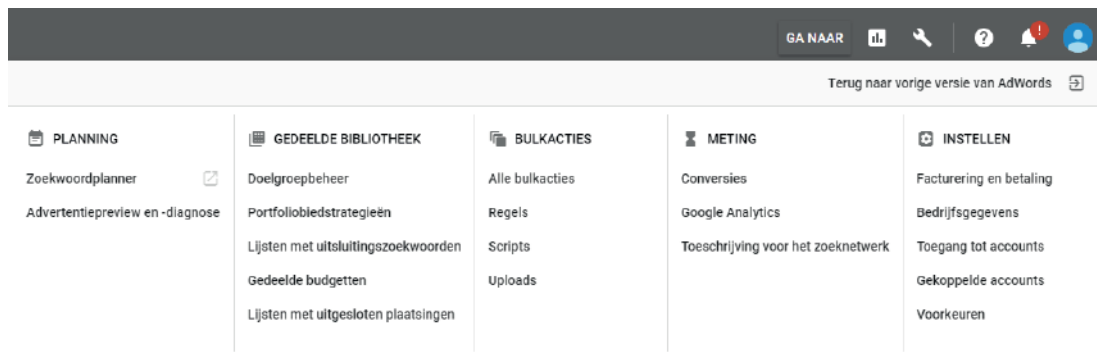 GA NAAR
Terug naar vorige versie van AdWords
PLANNING
Zoekwoordplanner
Advertentiepreview en -diagnose
GEDEELDE BIBLIOTHEEK
Doelgroepbeheer
Portfoliobiedstrategieën
Lijsten met uitsluitingszoekwoorden
Gedeelde budgetten
Lijsten met uitgesloten plaatsingen
BULKACTIES
Alle bulkacties
Regels
Scripts
Uploads
METING
Conversies
Google Analytics
Toeschrijving voor het zoeknetwerk
INSTELLEN
Facturering en betaling
Bedrijfsgegevens
Toegang tot accounts
Gekoppelde accounts
Voorkeuren